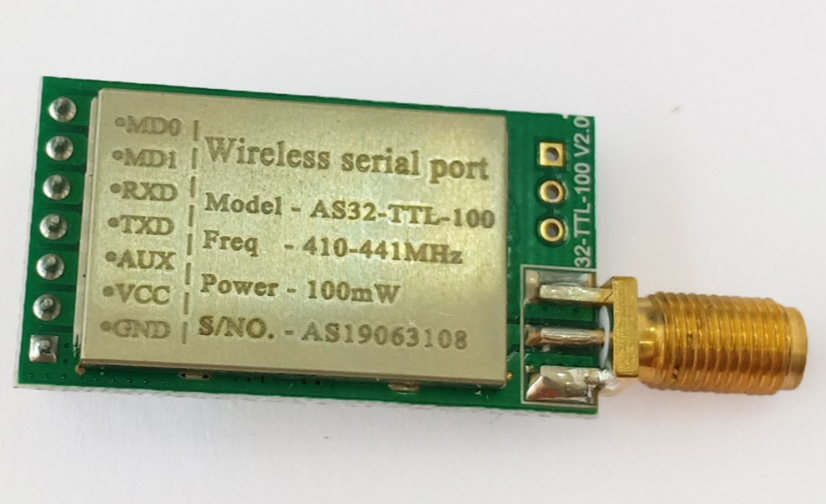 •MD0 |
•MD1 |
•RXD |
•TXD |
•AUX |
•VCC |
•GND |
Wireless serial port
Model - AS32-TTL-100
Freq - 410-441MHz
Power - 100mW
S/NO. - AS19063108
32-TTL-100 V2.0